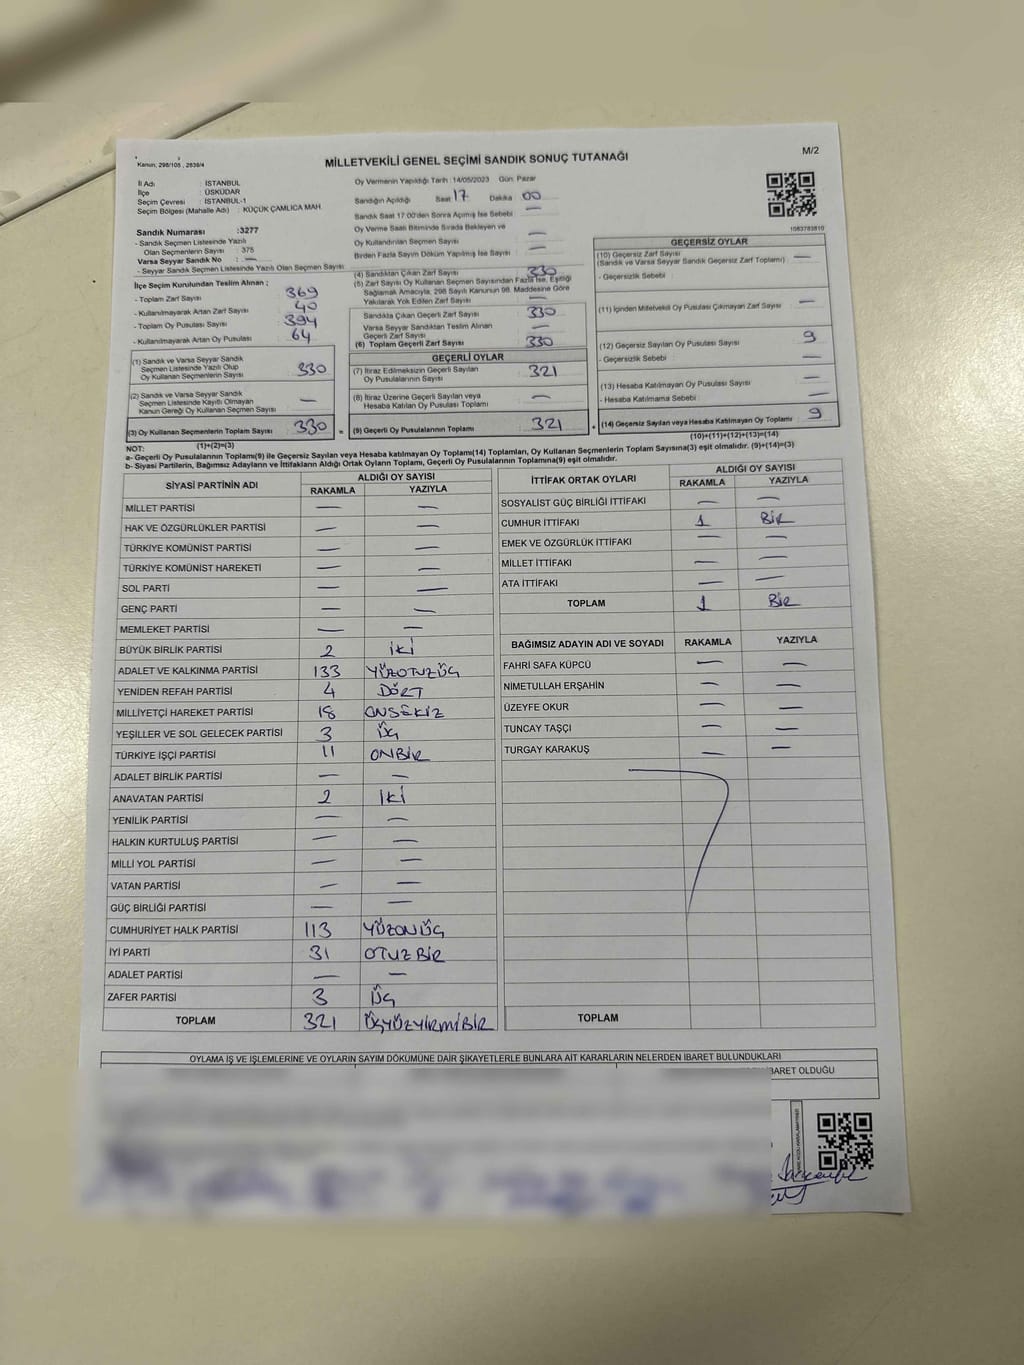 Kanun; 298/105 , 2839/4
MİLLETVEKİLİ GENEL SEÇİMİ SANDIK SONUÇ TUTANAĞI
M/2
İl Adı : İSTANBUL
İlçe : ÜSKÜDAR
Seçim Çevresi : İSTANBUL-1
Seçim Bölgesi (Mahalle Adı) : KÜÇÜK ÇAMLICA MAH.
Sandık Numarası :3277
- Sandık Seçmen Listesinde Yazılı
Olan Seçmenlerin Sayısı : 375
Varsa Seyyar Sandık No : —
- Seyyar Sandık Seçmen Listesinde Yazılı Olan Seçmen Sayısı:
İlçe Seçim Kurulundan Teslim Alınan ;
- Toplam Zarf Sayısı 369
- Kullanılmayarak Artan Zarf Sayısı 40
- Toplam Oy Pusulası Sayısı 394
- Kullanılmayarak Artan Oy Pusulası 64
(1) Sandık ve Varsa Seyyar Sandık
Seçmen Listesinde Yazılı Olup
Oy Kullanan Seçmenlerin Sayısı 330
(2) Sandık ve Varsa Seyyar Sandık
Seçmen Listesinde Kayıtlı Olmayan
Kanun Gereği Oy Kullanan Seçmen Sayısı —
(3) Oy Kullanan Seçmenlerin Toplam Sayısı 330
(1)+(2)=(3)
Oy Vermenin Yapıldığı Tarih :14/05/2023 Gün: Pazar
Sandığın Açıldığı Saat 17 Dakika 00
Sandık Saat 17:00'den Sonra Açılmış İse Sebebi —
Oy Verme Saati Bitiminde Sırada Bekleyen ve
Oy Kullandırılan Seçmen Sayısı —
Birden Fazla Sayım Döküm Yapılmış İse Sayısı —
(4) Sandıktan Çıkan Zarf Sayısı 330
(5) Zarf Sayısı Oy Kullanan Seçmen Sayısından Fazla İse, Eşitliği
Sağlamak Amacıyla, 298 Sayılı Kanunun 98. Maddesine Göre
Yakılarak Yok Edilen Zarf Sayısı —
Sandıkta Çıkan Geçerli Zarf Sayısı 330
Varsa Seyyar Sandıktan Teslim Alınan
Geçerli Zarf Sayısı —
(6) Toplam Geçerli Zarf Sayısı 330
GEÇERLİ OYLAR
(7) İtiraz Edilmeksizin Geçerli Sayılan
Oy Pusulalarının Sayısı 321
(8) İtiraz Üzerine Geçerli Sayılan veya
Hesaba Katılan Oy Pusulası Toplamı —
= (9) Geçerli Oy Pusulalarının Toplamı 321
1083783810
GEÇERSİZ OYLAR
(10) Geçersiz Zarf Sayısı
(Sandık ve Varsa Seyyar Sandık Geçersiz Zarf Toplamı) —
- Geçersizlik Sebebi
(11) İçinden Milletvekili Oy Pusulası Çıkmayan Zarf Sayısı —
(12) Geçersiz Sayılan Oy Pusulası Sayısı 9
- Geçersizlik Sebebi —
(13) Hesaba Katılmayan Oy Pusulası Sayısı —
- Hesaba Katılmama Sebebi —
+ (14) Geçersiz Sayılan veya Hesaba Katılmayan Oy Toplamı 9
(10)+(11)+(12)+(13)=(14)
NOT:
a- Geçerli Oy Pusulalarının Toplamı(9) ile Geçersiz Sayılan veya Hesaba katılmayan Oy Toplamı(14) Toplamları, Oy Kullanan Seçmenlerin Toplam Sayısına(3) eşit olmalıdır. (9)+(14)=(3)
b- Siyasi Partilerin, Bağımsız Adayların ve İttifakların Aldığı Ortak Oyların Toplamı, Geçerli Oy Pusulalarının Toplamına(9) eşit olmalıdır.
SİYASİ PARTİNİN ADI ALDIĞI OY SAYISI
RAKAMLA YAZIYLA
MİLLET PARTİSİ — —
HAK VE ÖZGÜRLÜKLER PARTİSİ — —
TÜRKİYE KOMÜNİST PARTİSİ — —
TÜRKİYE KOMÜNİST HAREKETİ — —
SOL PARTİ — —
GENÇ PARTİ — —
MEMLEKET PARTİSİ — —
BÜYÜK BİRLİK PARTİSİ 2 İKİ
ADALET VE KALKINMA PARTİSİ 133 YÜZOTUZÜÇ
YENİDEN REFAH PARTİSİ 4 DÖRT
MİLLİYETÇİ HAREKET PARTİSİ 18 ONSEKİZ
YEŞİLLER VE SOL GELECEK PARTİSİ 3 ÜÇ
TÜRKİYE İŞÇİ PARTİSİ 11 ONBİR
ADALET BİRLİK PARTİSİ — —
ANAVATAN PARTİSİ 2 İKİ
YENİLİK PARTİSİ — —
HALKIN KURTULUŞ PARTİSİ — —
MİLLİ YOL PARTİSİ — —
VATAN PARTİSİ — —
GÜÇ BİRLİĞİ PARTİSİ — —
CUMHURİYET HALK PARTİSİ 113 YÜZONÜÇ
İYİ PARTİ 31 OTUZBİR
ADALET PARTİSİ — —
ZAFER PARTİSİ 3 ÜÇ
TOPLAM 321 ÜÇYÜZYİRMİBİR
İTTİFAK ORTAK OYLARI ALDIĞI OY SAYISI
RAKAMLA YAZIYLA
SOSYALİST GÜÇ BİRLİĞİ İTTİFAKI — —
CUMHUR İTTİFAKI 1 BİR
EMEK VE ÖZGÜRLÜK İTTİFAKI — —
MİLLET İTTİFAKI — —
ATA İTTİFAKI — —
TOPLAM 1 BİR
BAĞIMSIZ ADAYIN ADI VE SOYADI RAKAMLA YAZIYLA
FAHRİ SAFA KÜPCÜ — —
NİMETULLAH ERŞAHİN — —
ÜZEYFE OKUR — —
TUNCAY TAŞÇI — —
TURGAY KARAKUŞ — —
TOPLAM
OYLAMA İŞ VE İŞLEMLERİNE VE OYLARIN SAYIM DÖKÜMÜNE DAİR ŞİKAYETLERLE BUNLARA AİT KARARLARIN NELERDEN İBARET BULUNDUKLARI
İBARET OLDUĞU